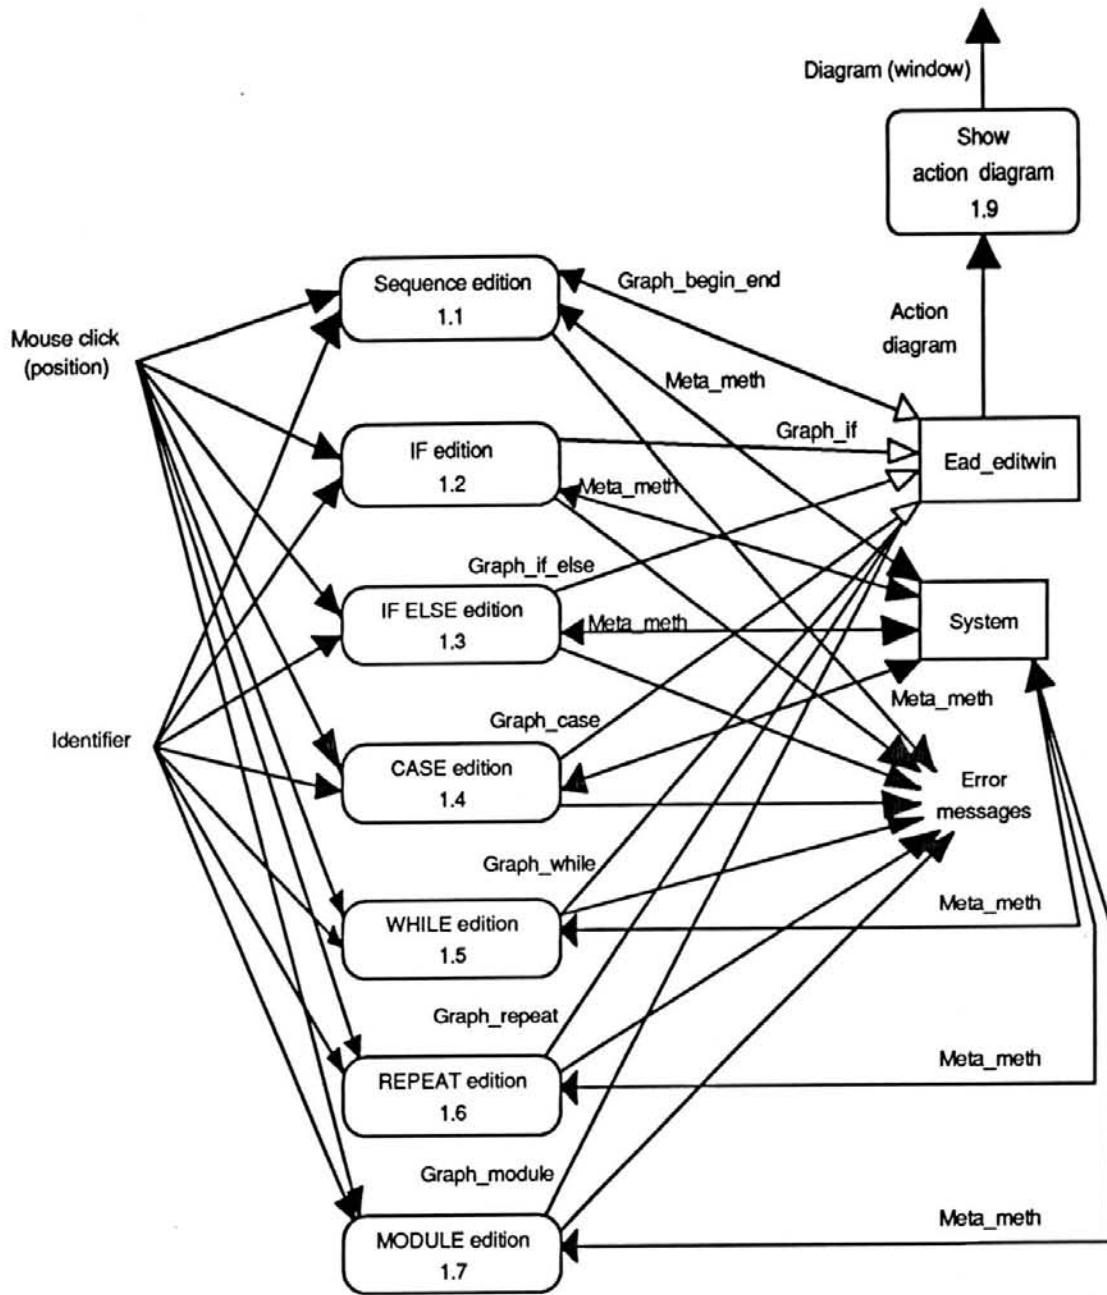 Diagram (window)
Show
action diagram
1.9
Sequence edition
1.1
Graph_begin_end
Action
diagram
Mouse click
(position)
Meta_meth
IF edition
1.2
Graph_if
Ead_editwin
Meta_meth
Graph_if_else
IF ELSE edition
1.3
Meta_meth
System
Meta_meth
Identifier
Graph_case
CASE edition
1.4
Error
messages
Graph_while
WHILE edition
1.5
Meta_meth
Graph_repeat
REPEAT edition
1.6
Meta_meth
Graph_module
MODULE edition
1.7
Meta_meth